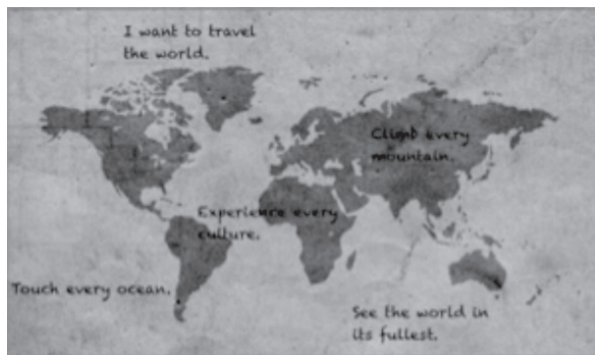 I want to travel
the world.
Climb every
mountain.
Experience every
culture.
Touch every ocean.
See the world in
its fullest.